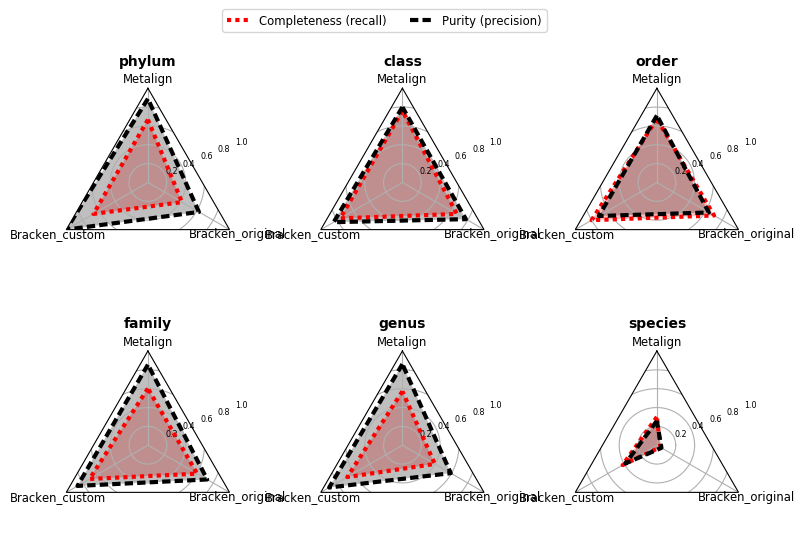 Completeness (recall) Purity (precision)
phylum class order
Metalign Metalign Metalign
0.2 0.4 0.6 0.8 1.0 0.2 0.4 0.6 0.8 1.0 0.2 0.4 0.6 0.8 1.0
Bracken_custom Bracken_original Bracken_custom Bracken_original Bracken_custom Bracken_original
family genus species
Metalign Metalign Metalign
0.2 0.4 0.6 0.8 1.0 0.2 0.4 0.6 0.8 1.0 0.2 0.4 0.6 0.8 1.0
Bracken_custom Bracken_original Bracken_custom Bracken_original Bracken_custom Bracken_original